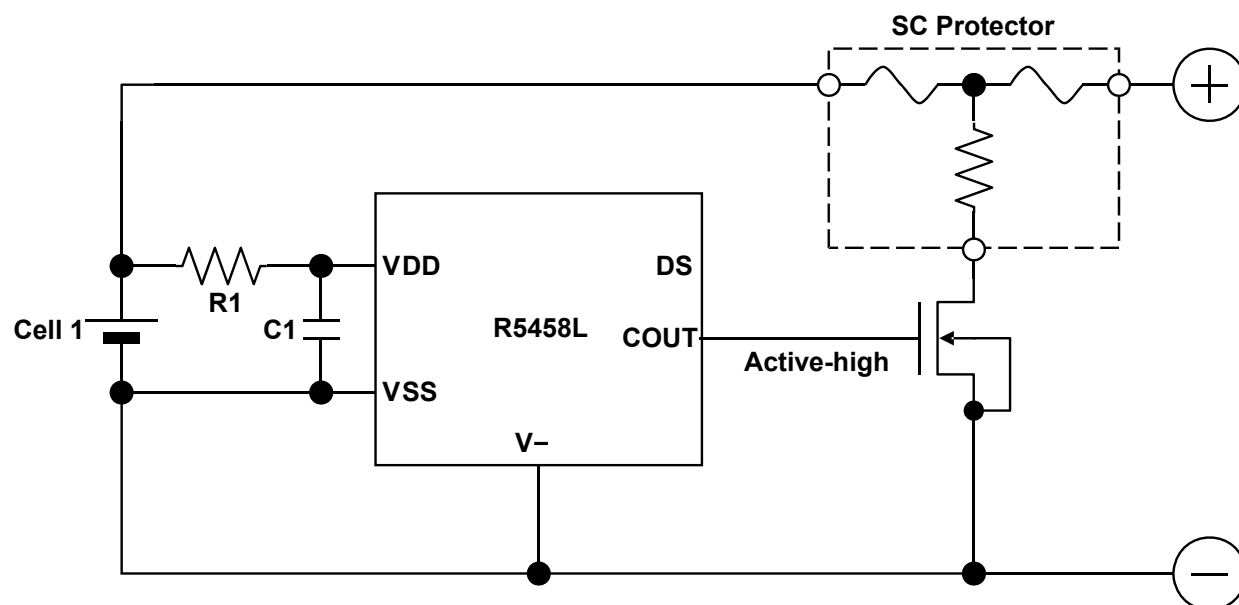 SC Protector
+
VDD
DS
R1
Cell 1
C1
R5458L
COUT
Active-high
VSS
V–
–